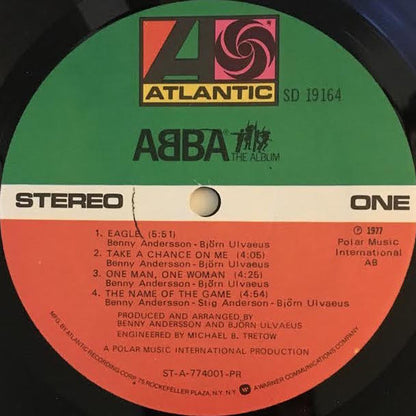 ATLANTIC
SD 19164
ABBA
THE ALBUM
STEREO
ONE
1. EAGLE (5:51)
Benny Andersson-Björn Ulvaeus
2. TAKE A CHANCE ON ME (4:05)
Benny Andersson-Björn Ulvaeus
3. ONE MAN, ONE WOMAN (4:25)
Benny Andersson-Björn Ulvaeus
4. THE NAME OF THE GAME (4:54)
Benny Andersson-Stig Anderson-Björn Ulvaeus
℗ 1977
Polar Music
International
AB
PRODUCED AND ARRANGED BY
BENNY ANDERSSON AND BJÖRN ULVAEUS
ENGINEERED BY MICHAEL B. TRETOW
A POLAR MUSIC INTERNATIONAL PRODUCTION
ST-A-774001-PR
MFG. BY ATLANTIC RECORDING CORP. 75 ROCKEFELLER PLAZA, N.Y. N.Y. A WARNER COMMUNICATIONS COMPANY